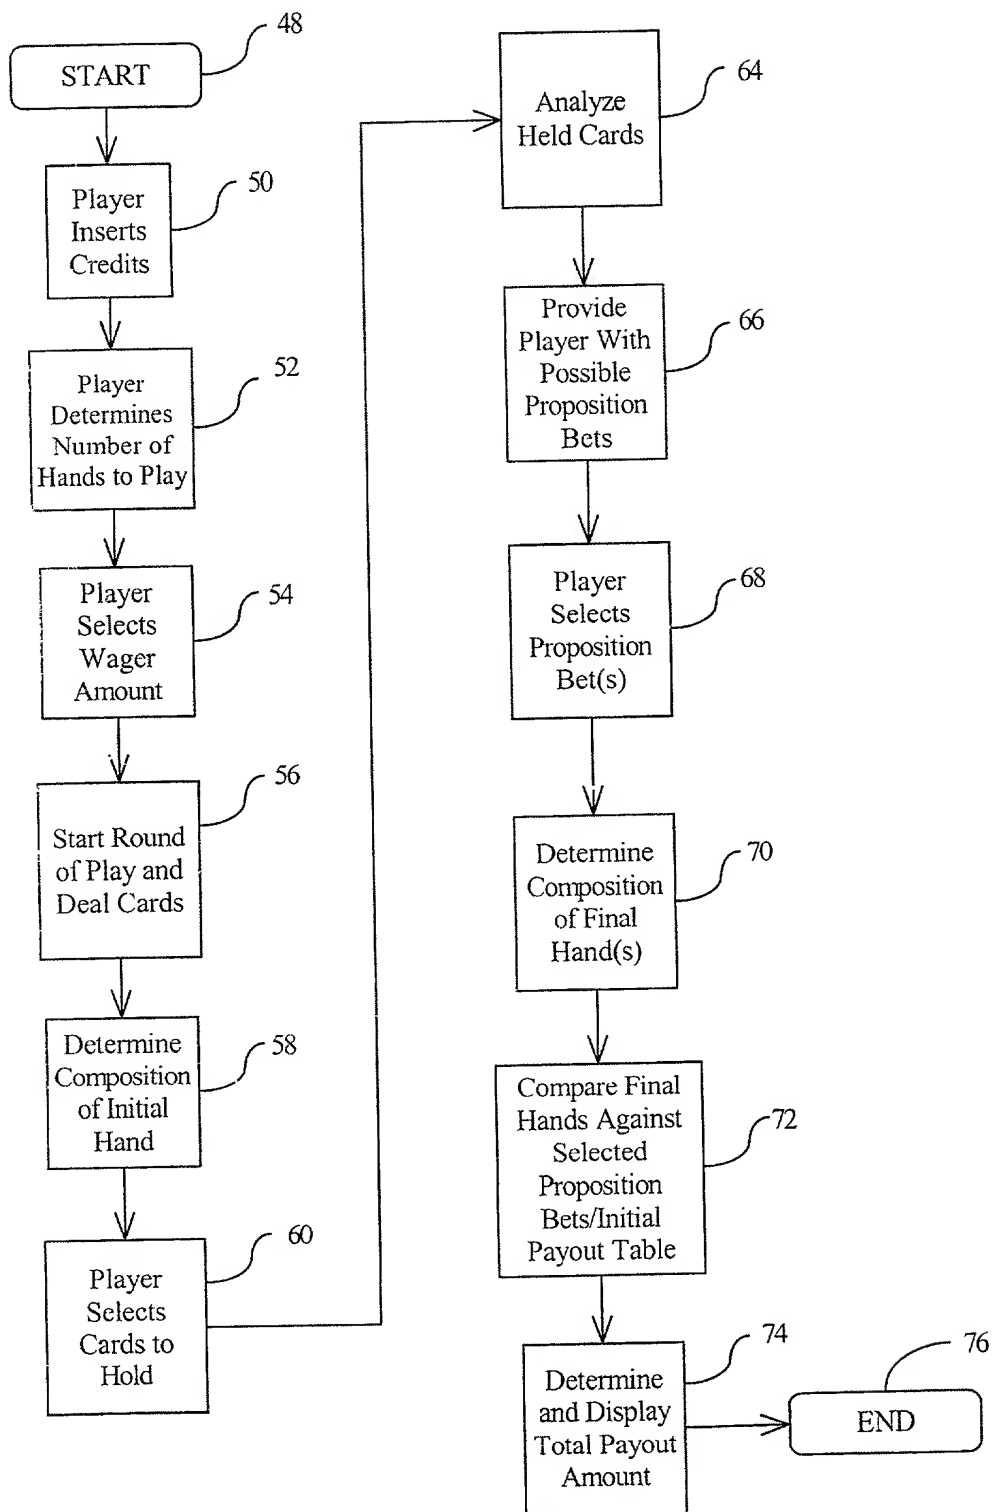 48
START
50
Player
Inserts
Credits
52
Player
Determines
Number of
Hands to Play
54
Player
Selects
Wager
Amount
56
Start Round
of Play and
Deal Cards
58
Determine
Composition
of Initial
Hand
60
Player
Selects
Cards to
Hold
64
Analyze
Held Cards
66
Provide
Player With
Possible
Proposition
Bets
68
Player
Selects
Proposition
Bet(s)
70
Determine
Composition
of Final
Hand(s)
72
Compare Final
Hands Against
Selected
Proposition
Bets/Initial
Payout Table
74
Determine
and Display
Total Payout
Amount
76
END